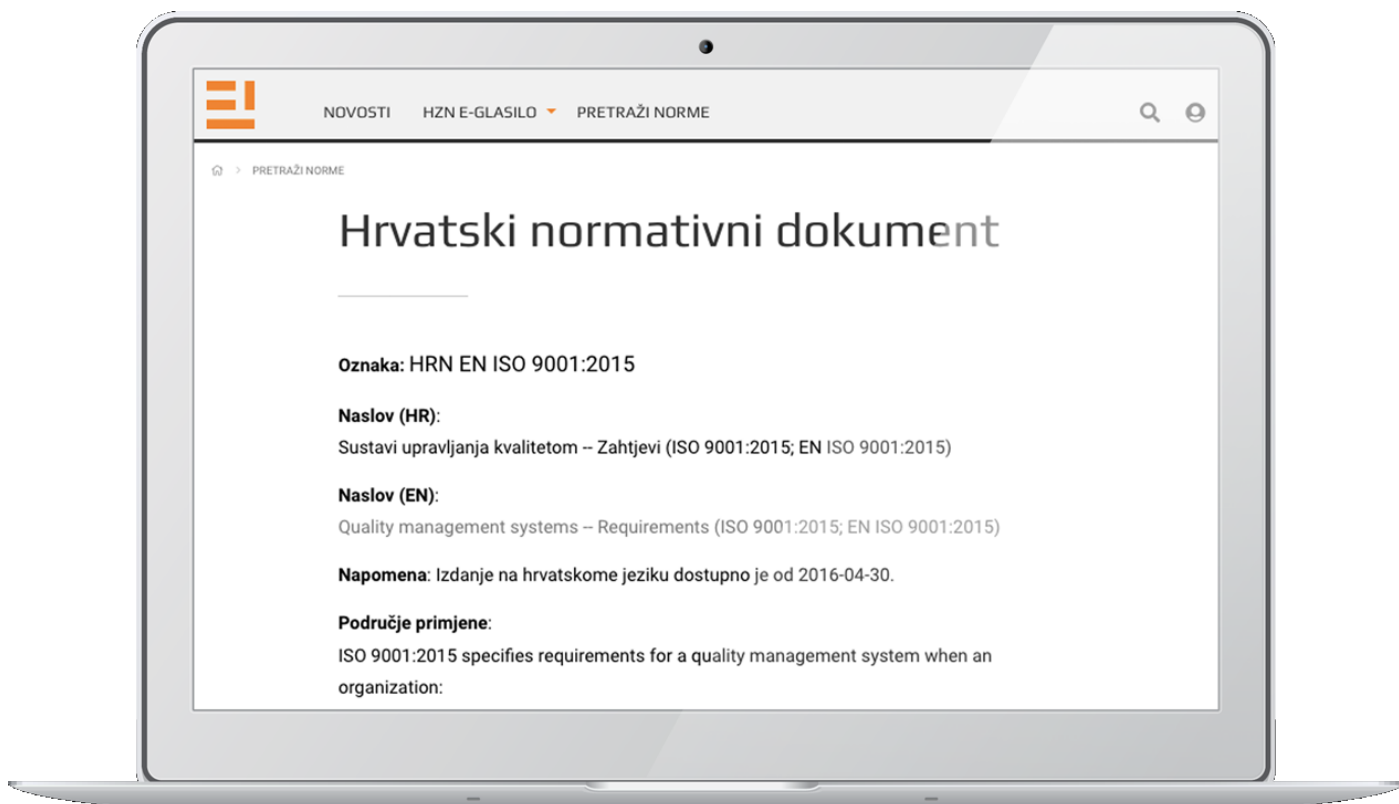 NOVOSTI HZN E-GLASILO PRETRAŽI NORME
PRETRAŽI NORME
Hrvatski normativni dokument
Oznaka: HRN EN ISO 9001:2015
Naslov (HR):
Sustavi upravljanja kvalitetom -- Zahtjevi (ISO 9001:2015; EN ISO 9001:2015)
Naslov (EN):
Quality management systems -- Requirements (ISO 9001:2015; EN ISO 9001:2015)
Napomena: Izdanje na hrvatskome jeziku dostupno je od 2016-04-30.
Područje primjene:
ISO 9001:2015 specifies requirements for a quality management system when an
organization: